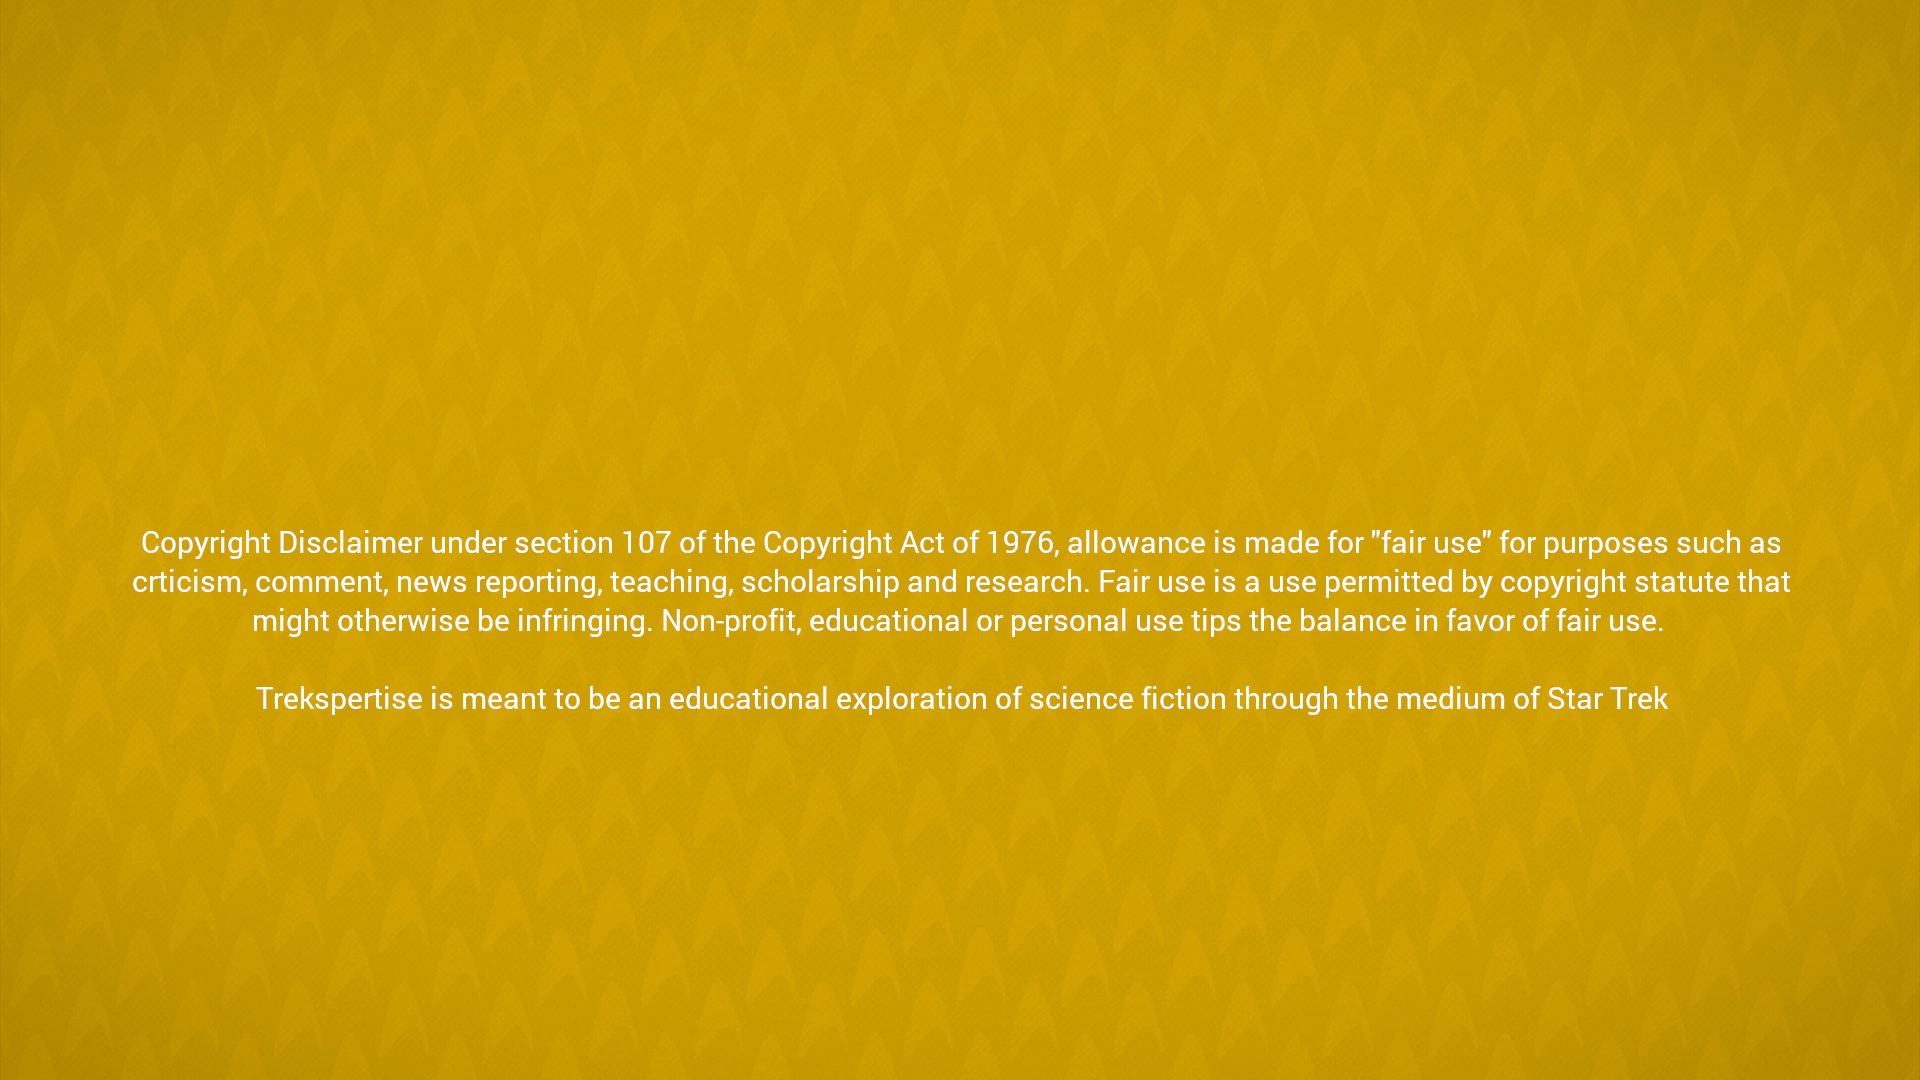 Copyright Disclaimer under section 107 of the Copyright Act of 1976, allowance is made for "fair use" for purposes such as
crticism, comment, news reporting, teaching, scholarship and research. Fair use is a use permitted by copyright statute that
might otherwise be infringing. Non-profit, educational or personal use tips the balance in favor of fair use.
Trekspertise is meant to be an educational exploration of science fiction through the medium of Star Trek